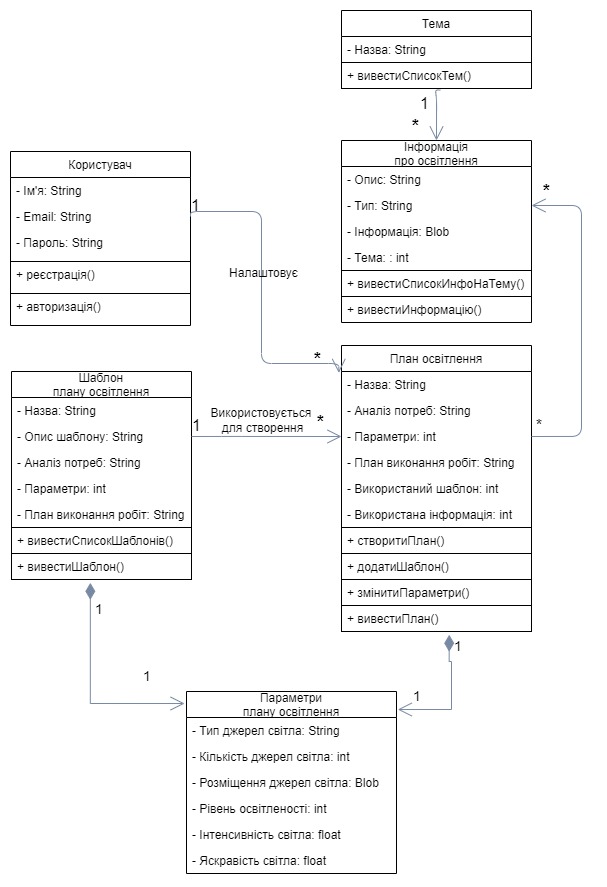 Тема
- Назва: String
+ вивестиСписокТем()
1
*
Інформація
про освітлення
- Опис: String
- Тип: String
- Інформація: Blob
- Тема: : int
+ вивестиСписокИнфоНаТему()
+ вивестиИнформацію()
*
Користувач
- Ім'я: String
- Email: String
- Пароль: String
+ реєстрація()
+ авторизація()
1
Налаштовує
*
План освітлення
- Назва: String
- Аналіз потреб: String
- Параметри: int
- План виконання робіт: String
- Використаний шаблон: int
- Використана інформація: int
+ створитиПлан()
+ додатиШаблон()
+ змінитиПараметри()
+ вивестиПлан()
*
Шаблон
плану освітлення
- Назва: String
- Опис шаблону: String
- Аналіз потреб: String
- Параметри: int
- План виконання робіт: String
+ вивестиСписокШаблонів()
+ вивестиШаблон()
1
Використовується
для створення
*
1
1
1
1
Параметри
плану освітлення
- Тип джерел світла: String
- Кількість джерел світла: int
- Розміщення джерел світла: Blob
- Рівень освітленості: int
- Інтенсивність світла: float
- Яскравість світла: float